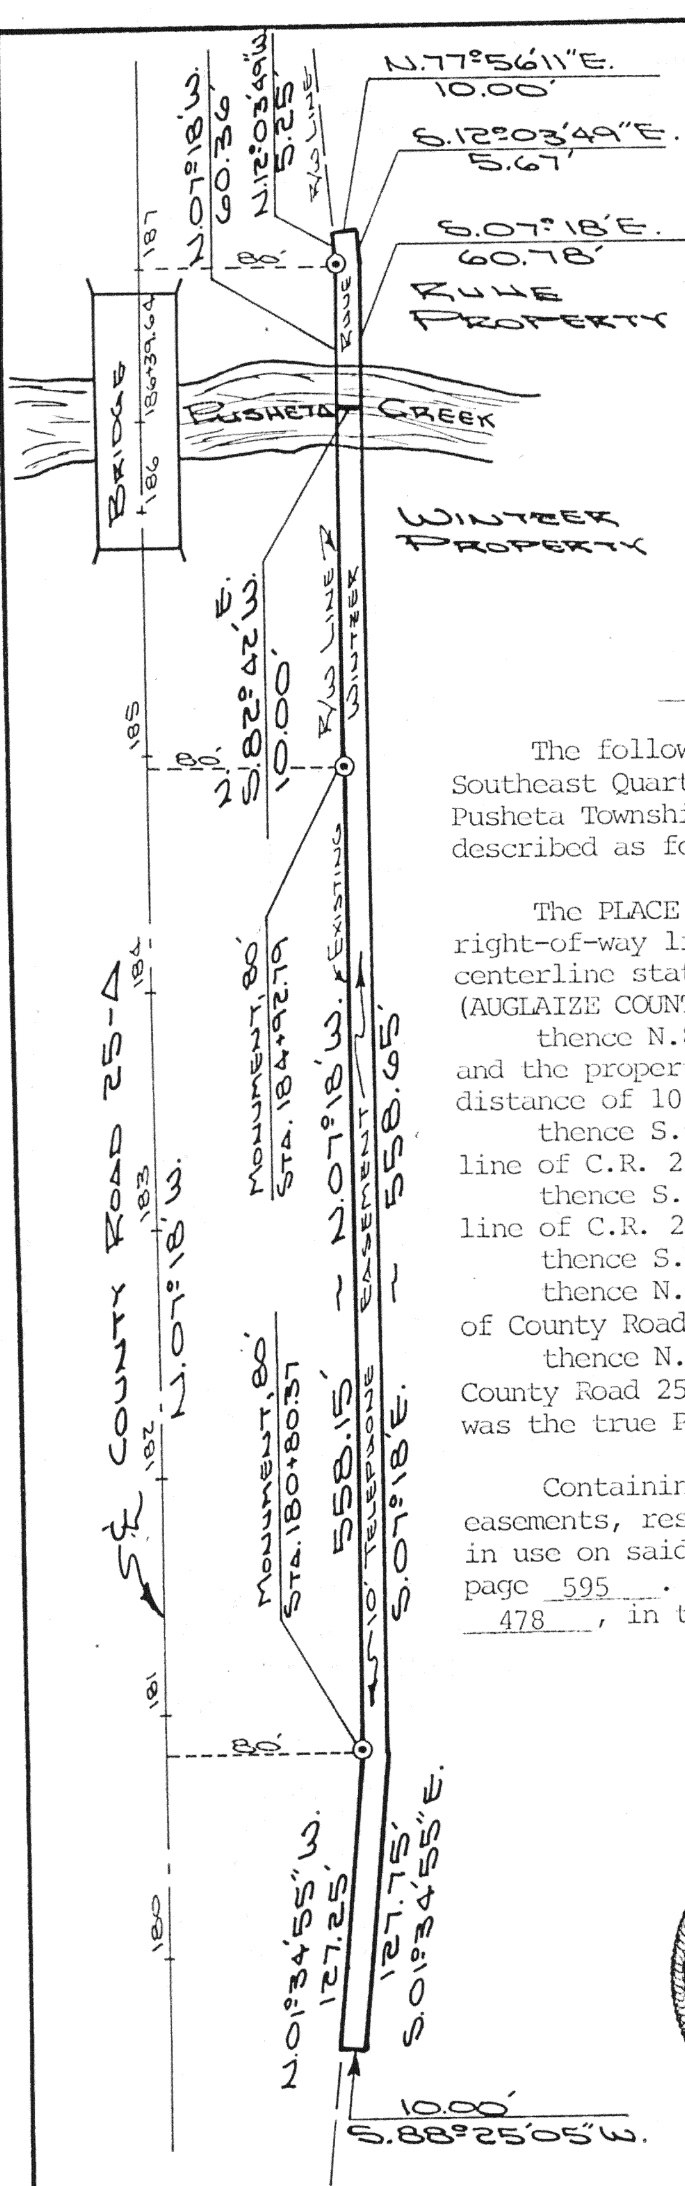 N.77°56'11"E.
10.00'
S.12°03'49"E.
5.67'
S.07°18'E.
60.78'
N.07°18'W.
60.36'
N.12°03'49"W.
5.25'
R/W LINE
187
80'
RUHE
RUHE
PROPERTY
BRIDGE
186+39.64
186
PUSHETA CREEK
WINTZER
PROPERTY
N. E.
S.82°42'W.
10.00'
R/W LINE
WINTZER
185
80'
EXISTING
MONUMENT, 80'
STA. 184+92.79
184
℄ COUNTY ROAD 25-A
N.07°18'W.
183
182
181
180
558.15' ~ N.07°18'W.
10' TELEPHONE EASEMENT
S.07°18'E. ~ 558.65'
MONUMENT, 80'
STA. 180+80.37
80'
N.01°34'55"W.
127.25'
127.75'
S.01°34'55"E.
10.00'
S.88°25'05"W.
The follow
Southeast Quart
Pusheta Townshi
described as fo
The PLACE
right-of-way li
centerline stat
(AUGLAIZE COUNT
thence N.
and the proper
distance of 10
thence S.
line of C.R. 2
thence S.
line of C.R. 2
thence S.
thence N.
of County Road
thence N.
County Road 25
was the true P
Containin
easements, res
in use on said
page 595 .
478 , in t